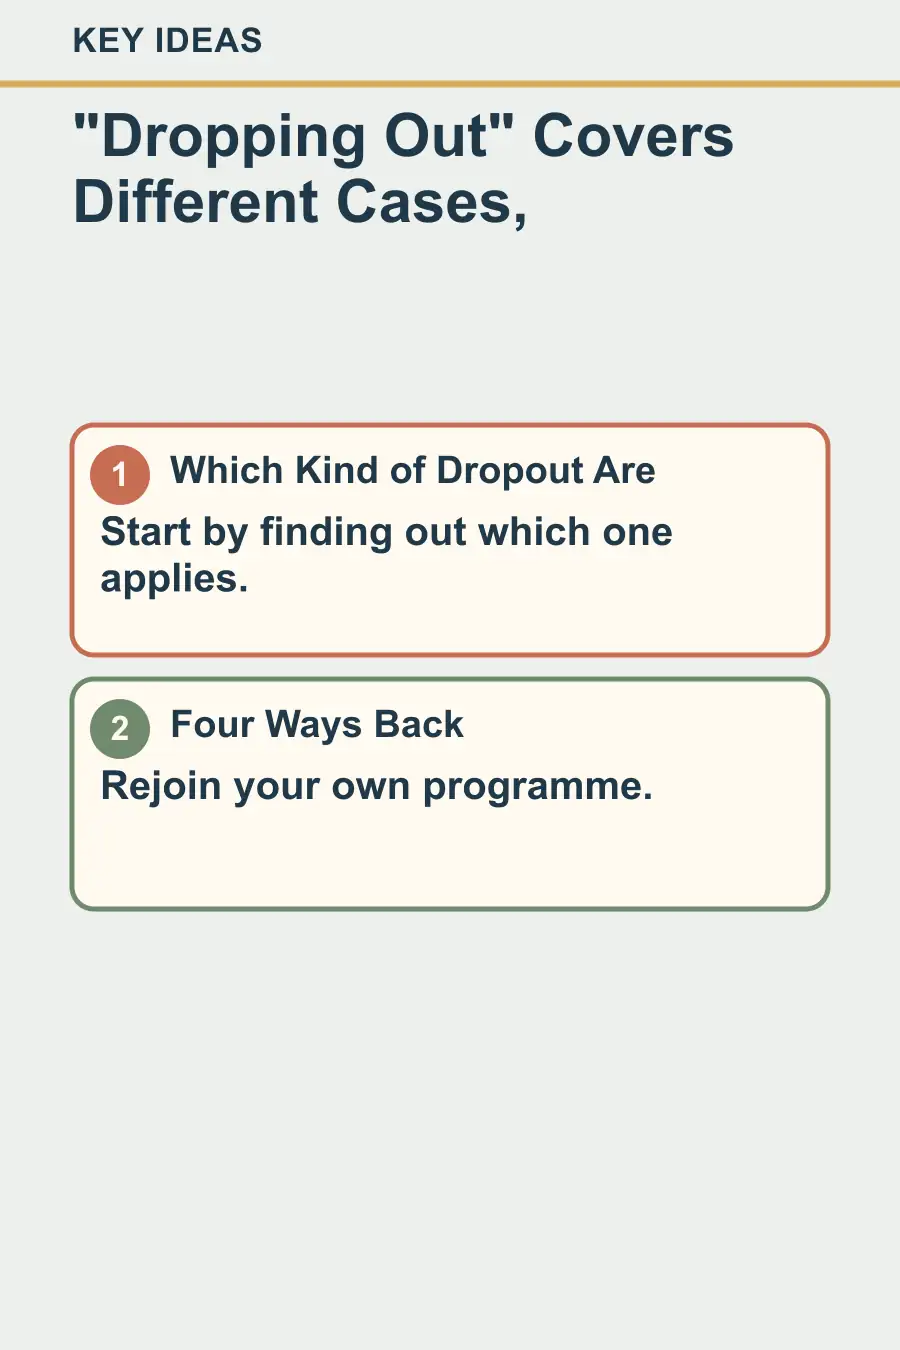 KEY IDEAS
"Dropping Out" Covers
Different Cases,
1 Which Kind of Dropout Are
Start by finding out which one
applies.
2 Four Ways Back
Rejoin your own programme.